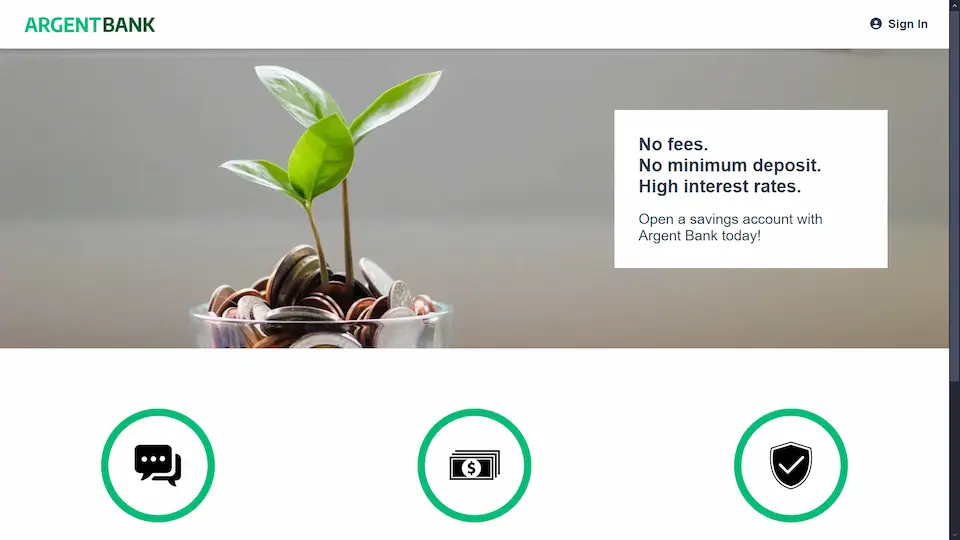 ARGENTBANK
Sign In
No fees.
No minimum deposit.
High interest rates.
Open a savings account with
Argent Bank today!
$